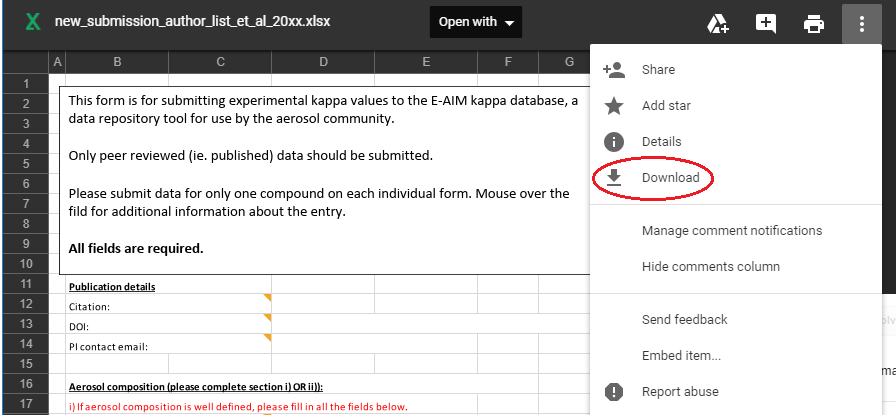 new_submission_author_list_et_al_20xx.xlsx
Open with
A B C D E F G
1
2
3
4
5
6
7
8
9
10
11
12
13
14
15
16
17
This form is for submitting experimental kappa values to the E-AIM kappa database, a
data repository tool for use by the aerosol community.
Only peer reviewed (ie. published) data should be submitted.
Please submit data for only one compound on each individual form. Mouse over the
fild for additional information about the entry.
All fields are required.
Publication details
Citation:
DOI:
PI contact email:
Aerosol composition (please complete section i) OR ii)):
i) If aerosol composition is well defined, please fill in all the fields below.
Share
Add star
Details
Download
Manage comment notifications
Hide comments column
Send feedback
Embed item...
Report abuse